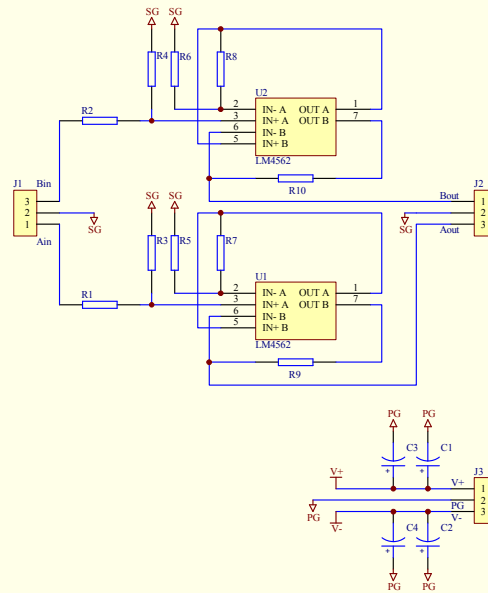 SG SG
R4 R6 R8
U2
R2
2 IN- A OUT A 1
3 IN+ A OUT B 7
6 IN- B
5 IN+ B
LM4562
R10
J1 Bin
3
2
1
SG
Ain
Bout J2
1
2
3
SG
Aout
SG SG
R3 R5 R7
U1
R1
2 IN- A OUT A 1
3 IN+ A OUT B 7
6 IN- B
5 IN+ B
LM4562
R9
PG PG
C3 C1
+ +
J3
V+ V+
1
PG PG
2
V- V-
3
+ +
C4 C2
PG PG